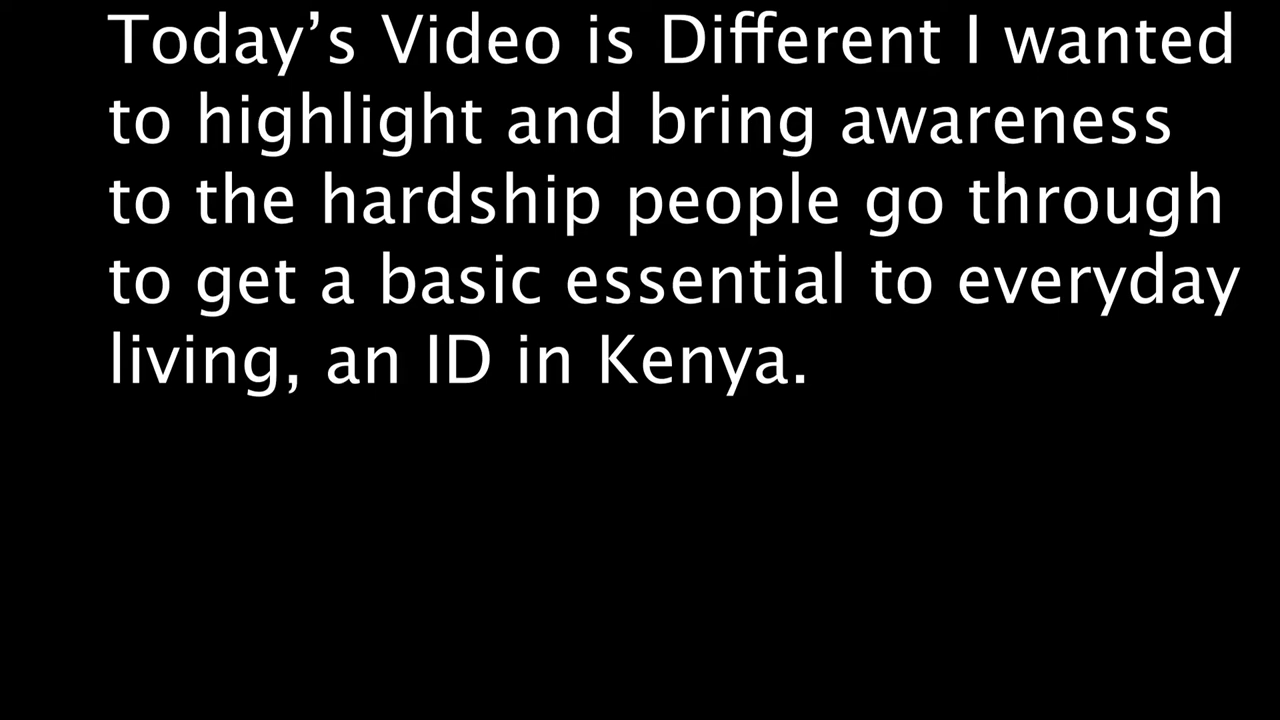 Today’s Video is Different I wanted
to highlight and bring awareness
to the hardship people go through
to get a basic essential to everyday
living, an ID in Kenya.